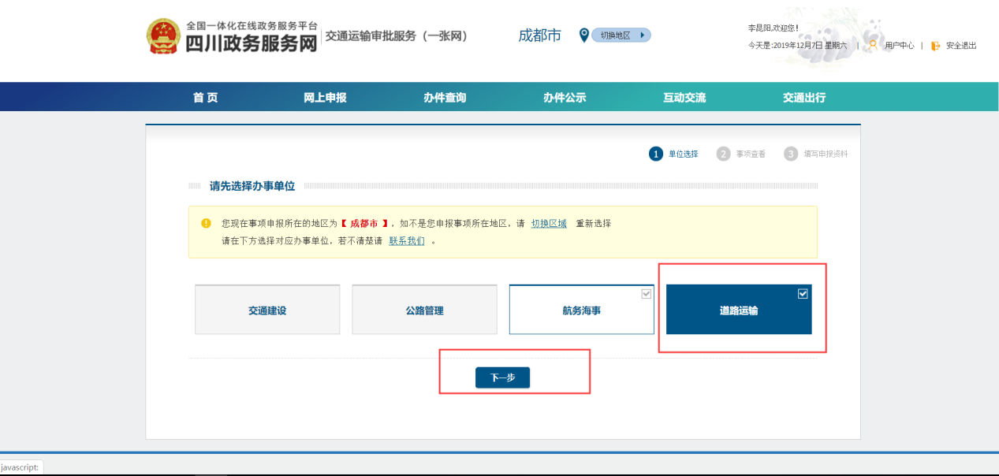 全国一体化在线政务服务平台
四川政务服务网
交通运输审批服务（一张网）
成都市
切换地区
李昆阳,欢迎您！
今天是:2019年12月7日 星期六 | 用户中心 | 安全退出
首 页 网上申报 办件查询 办件公示 互动交流 交通出行
1 单位选择 2 事项查看 3 填写申报资料
请先选择办事单位
您现在事项申报所在的地区为【 成都市 】，如不是您申报事项所在地区，请 切换区域 重新选择
请在下方选择对应办事单位，若不清楚请 联系我们 。
交通建设 公路管理 航务海事 道路运输
下一步
javascript: